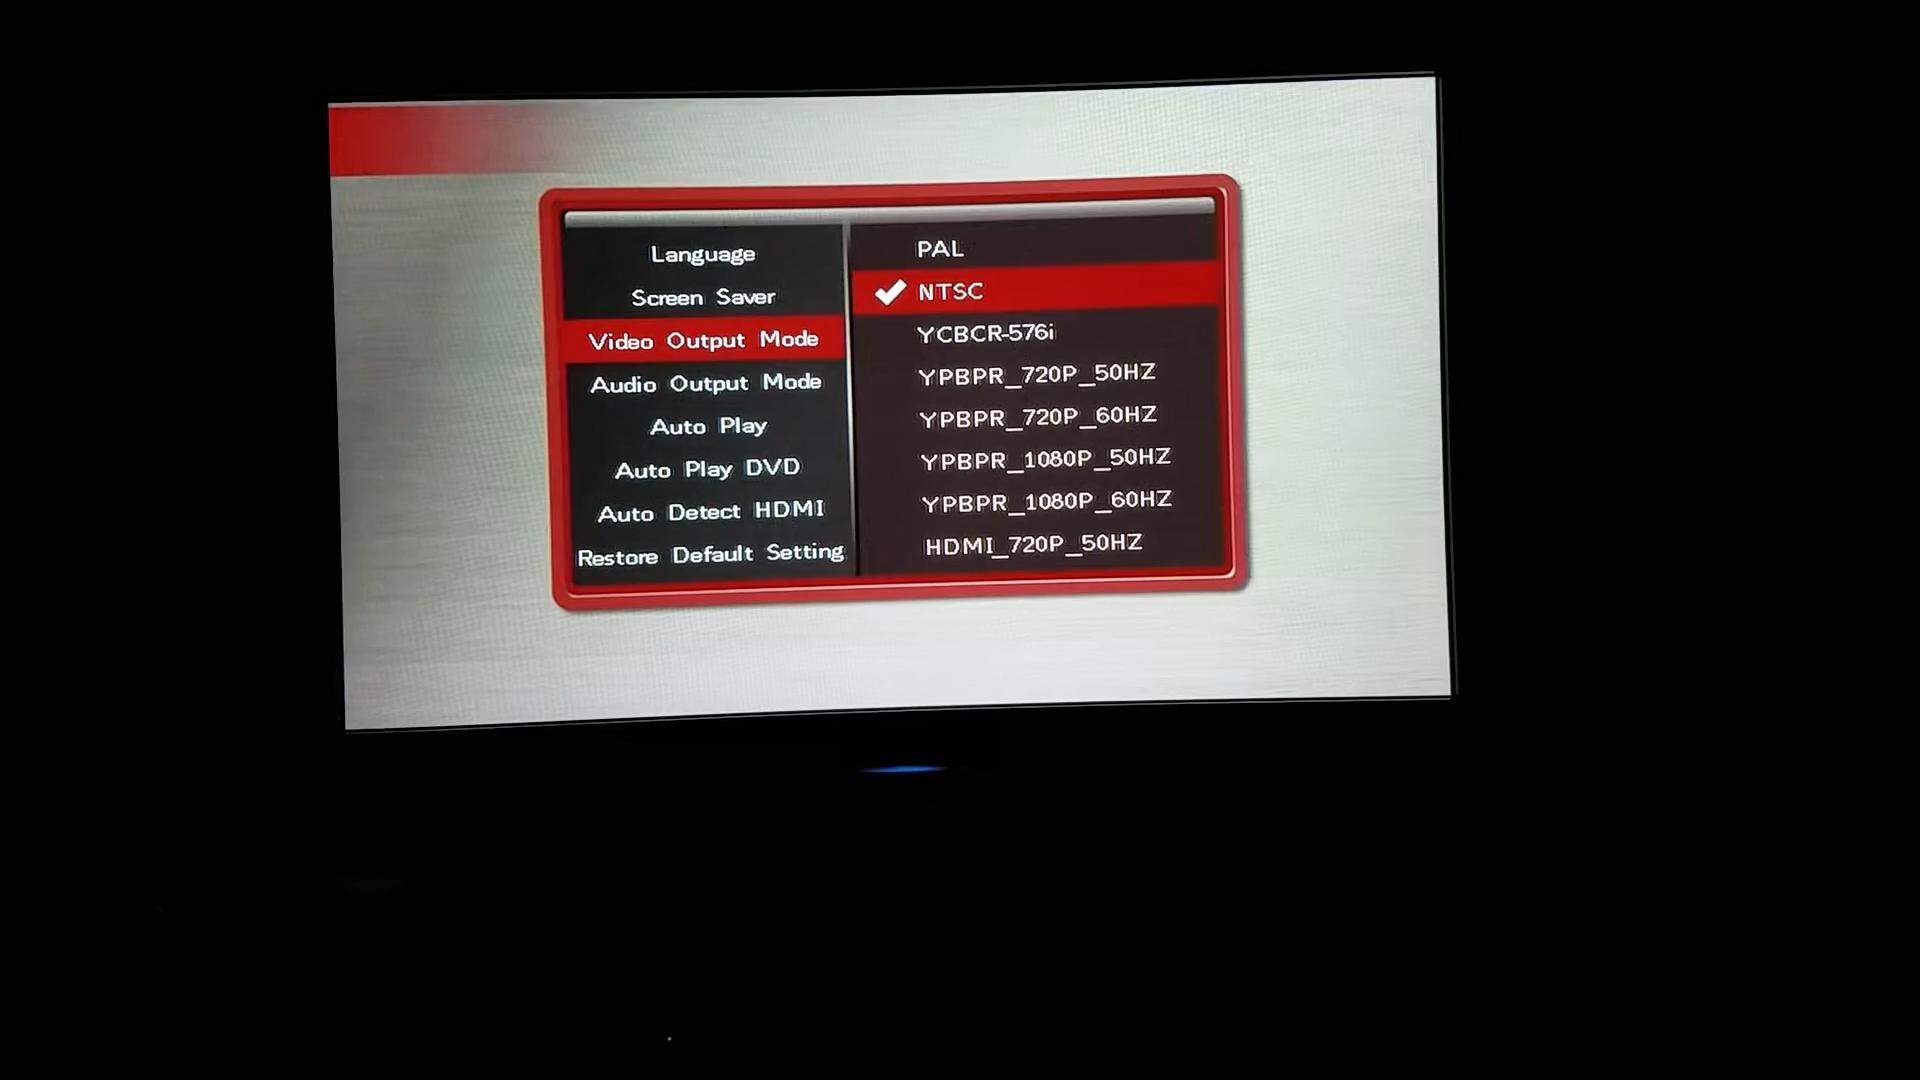 Language
Screen Saver
Video Output Mode
Audio Output Mode
Auto Play
Auto Play DVD
Auto Detect HDMI
Restore Default Setting
PAL
NTSC
YCBCR-576i
YPBPR_720P_50HZ
YPBPR_720P_60HZ
YPBPR_1080P_50HZ
YPBPR_1080P_60HZ
HDMI_720P_50HZ